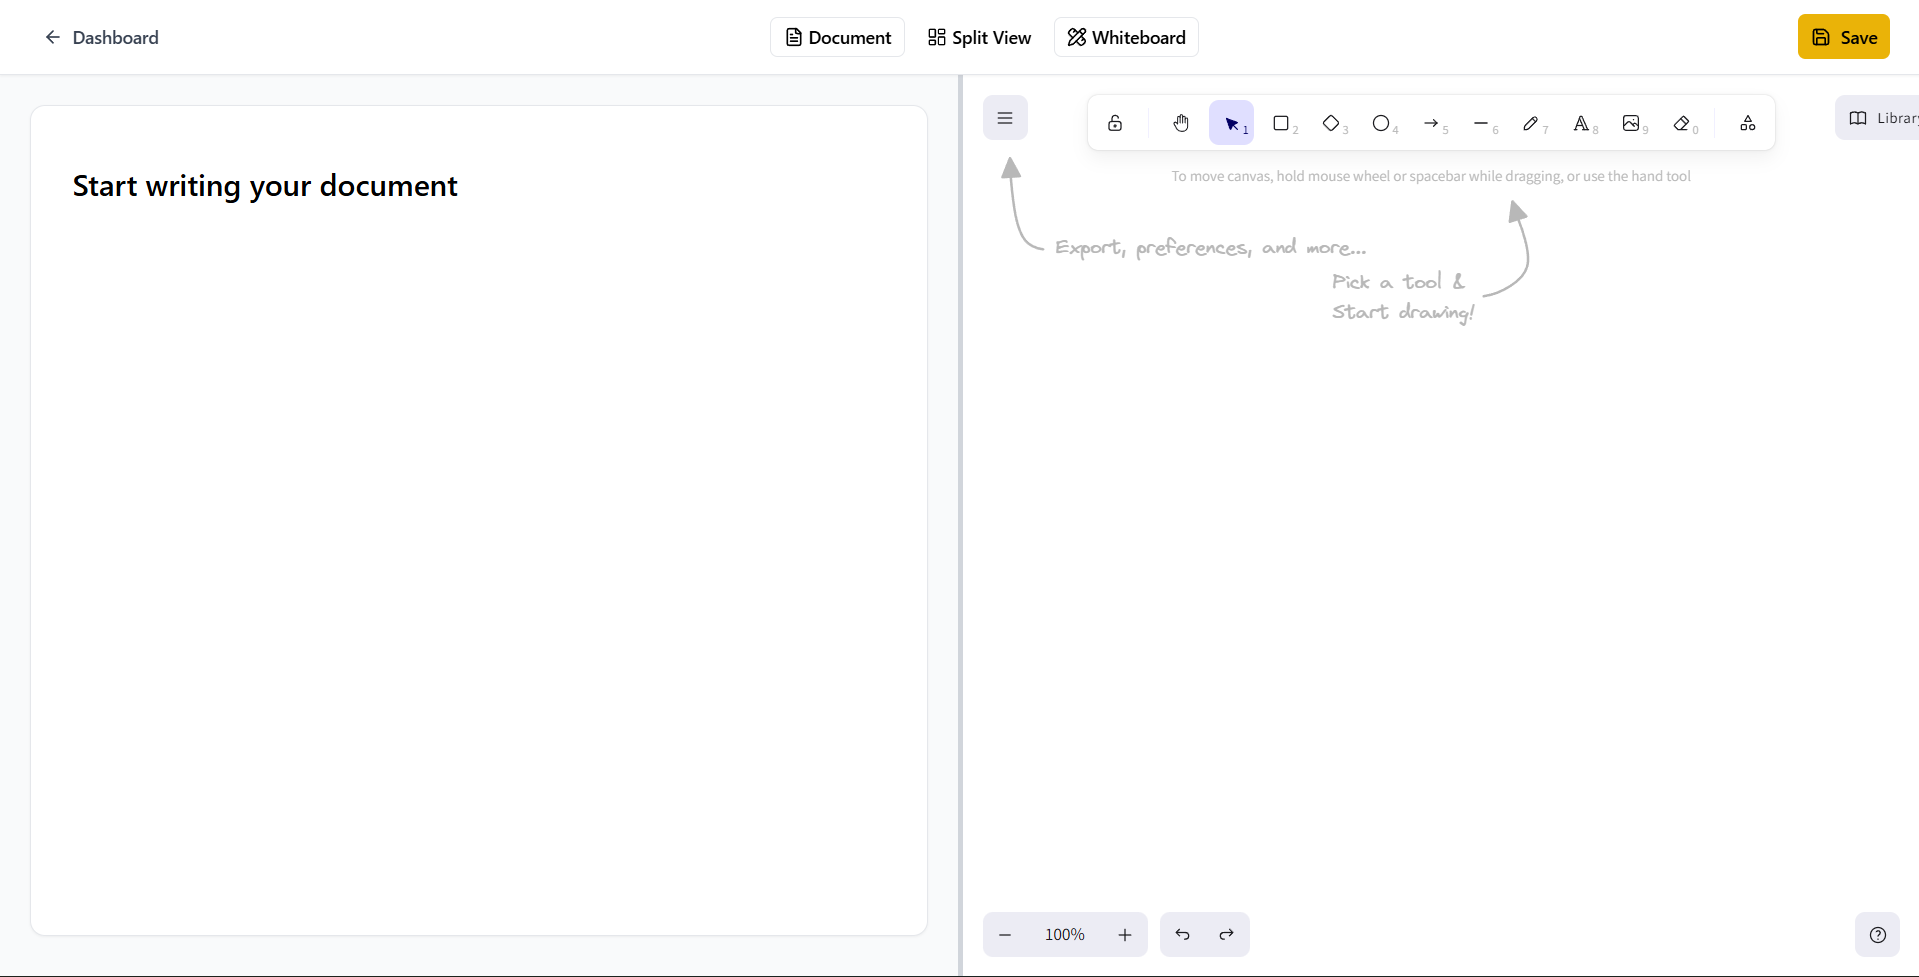 Dashboard
Document
Split View
Whiteboard
Save
Start writing your document
1
2
3
4
5
6
7
8
9
0
Library
To move canvas, hold mouse wheel or spacebar while dragging, or use the hand tool
Export, preferences, and more...
Pick a tool &
Start drawing!
100%